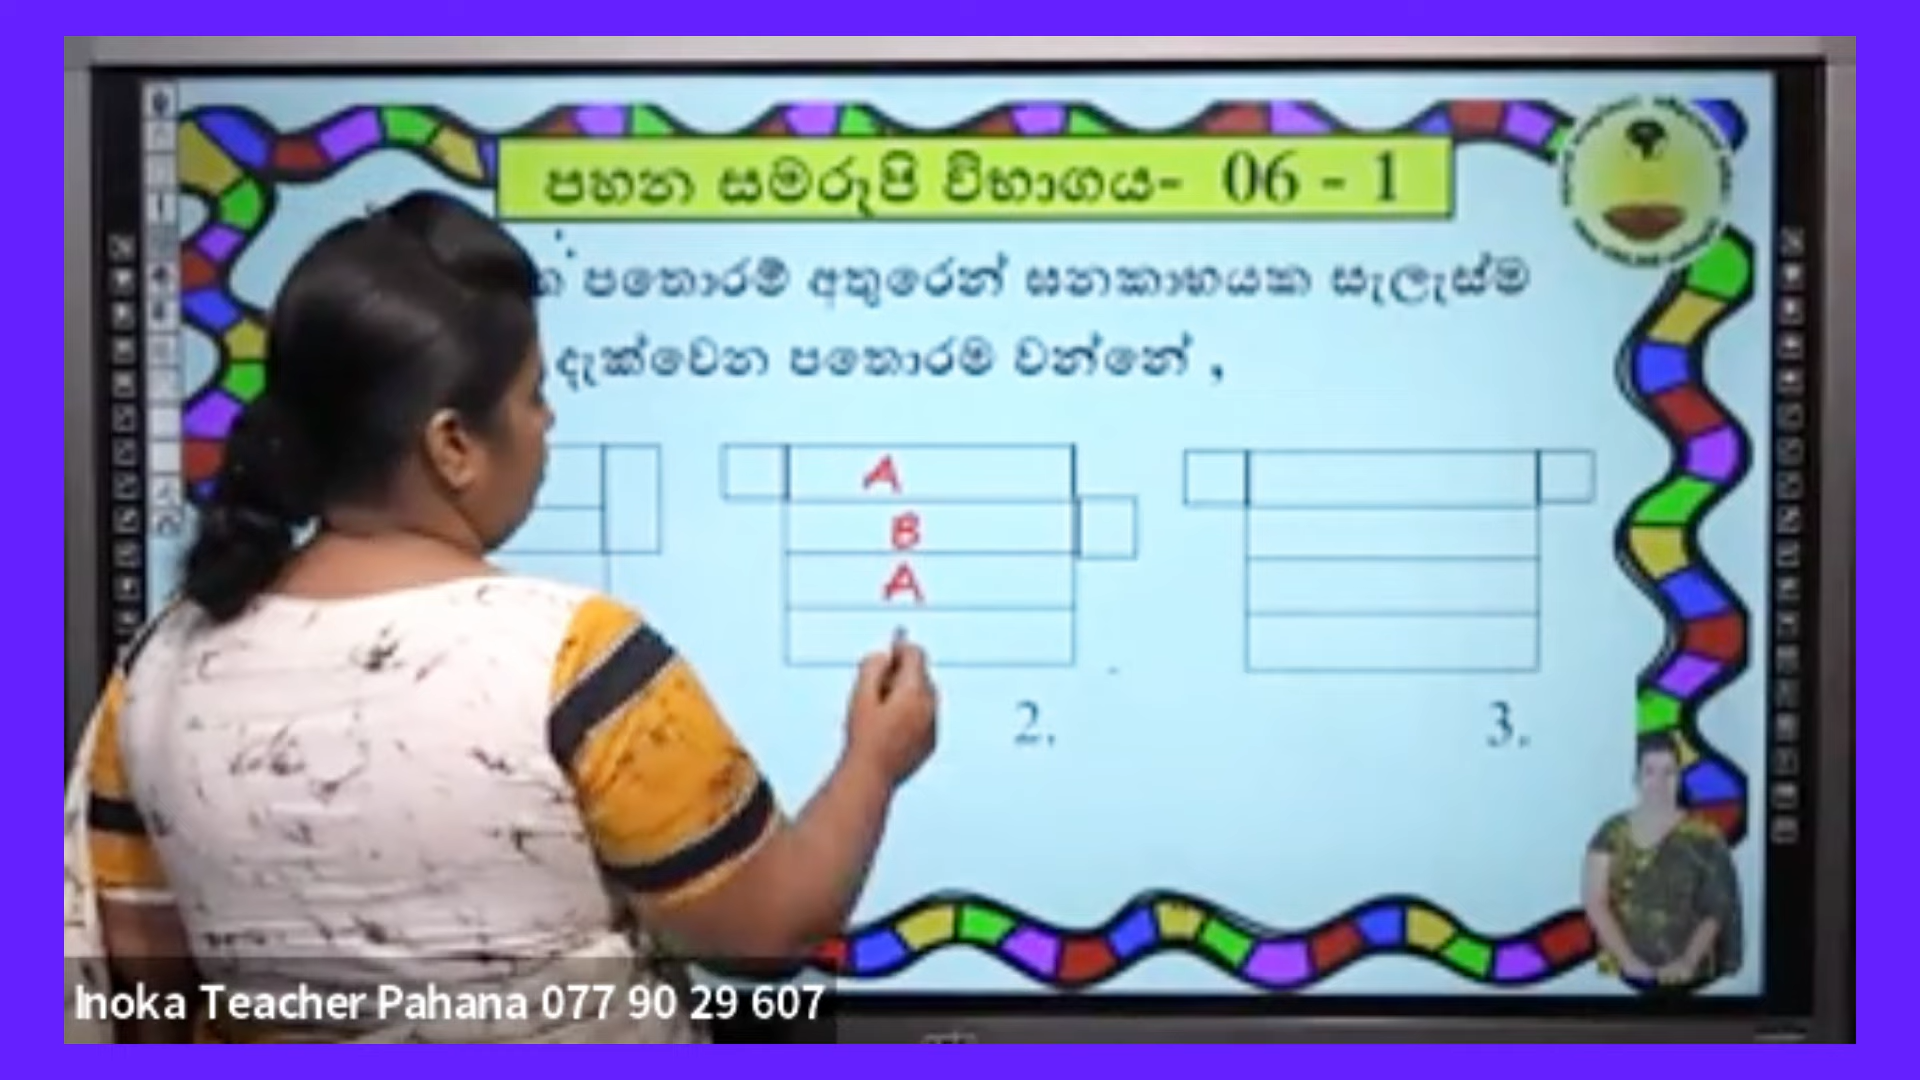 පහන සමරූපි විභාගය- 06 - 1
පතොරම් අතුරෙන් ඝනකාභයක සැලැස්ම
දැක්වෙන පතොරම වන්නේ ,
A
B
A
2.
3.
Inoka Teacher Pahana 077 90 29 607